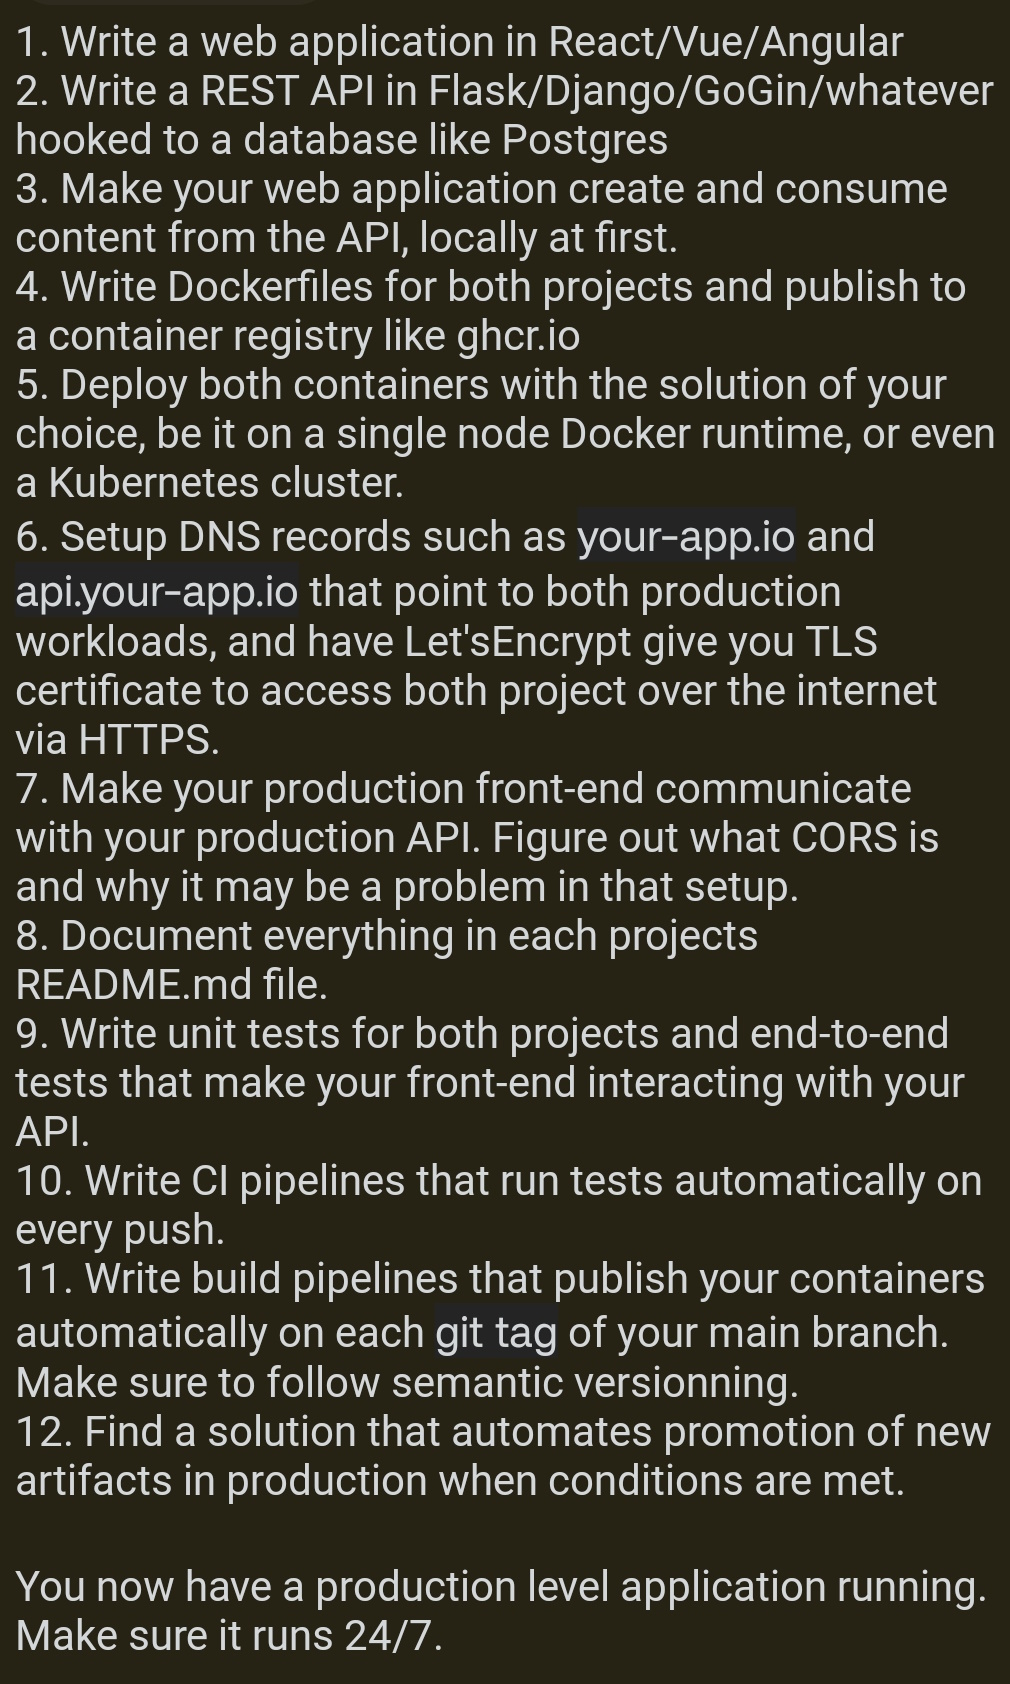 1. Write a web application in React/Vue/Angular
2. Write a REST API in Flask/Django/GoGin/whatever
hooked to a database like Postgres
3. Make your web application create and consume
content from the API, locally at first.
4. Write Dockerfiles for both projects and publish to
a container registry like ghcr.io
5. Deploy both containers with the solution of your
choice, be it on a single node Docker runtime, or even
a Kubernetes cluster.
6. Setup DNS records such as your-app.io and
api.your-app.io that point to both production
workloads, and have Let'sEncrypt give you TLS
certificate to access both project over the internet
via HTTPS.
7. Make your production front-end communicate
with your production API. Figure out what CORS is
and why it may be a problem in that setup.
8. Document everything in each projects
README.md file.
9. Write unit tests for both projects and end-to-end
tests that make your front-end interacting with your
API.
10. Write CI pipelines that run tests automatically on
every push.
11. Write build pipelines that publish your containers
automatically on each git tag of your main branch.
Make sure to follow semantic versionning.
12. Find a solution that automates promotion of new
artifacts in production when conditions are met.
You now have a production level application running.
Make sure it runs 24/7.